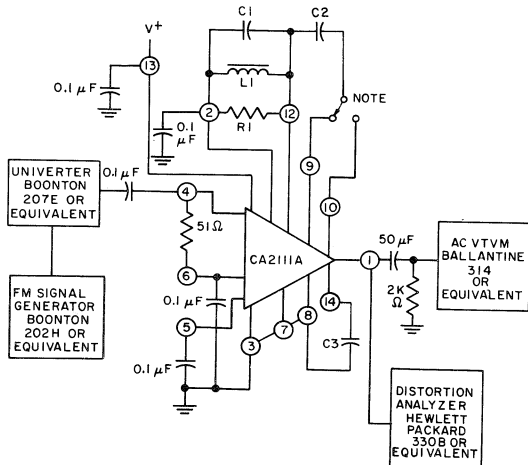 C1
C2
V+
13
0.1 µF
L1
NOTE
2
R1
12
0.1
µF
9
0.1 µF
UNIVERTER
BOONTON
207E OR
EQUIVALENT
4
10
51Ω
CA2111A
1
50 µF
AC VTVM
BALLANTINE
314
OR
EQUIVALENT
FM SIGNAL
GENERATOR
BOONTON
202H OR
EQUIVALENT
6
0.1 µF
14
2K
Ω
5
3
7
8
C3
0.1 µF
DISTORTION
ANALYZER
HEWLETT
PACKARD
330B OR
EQUIVALENT